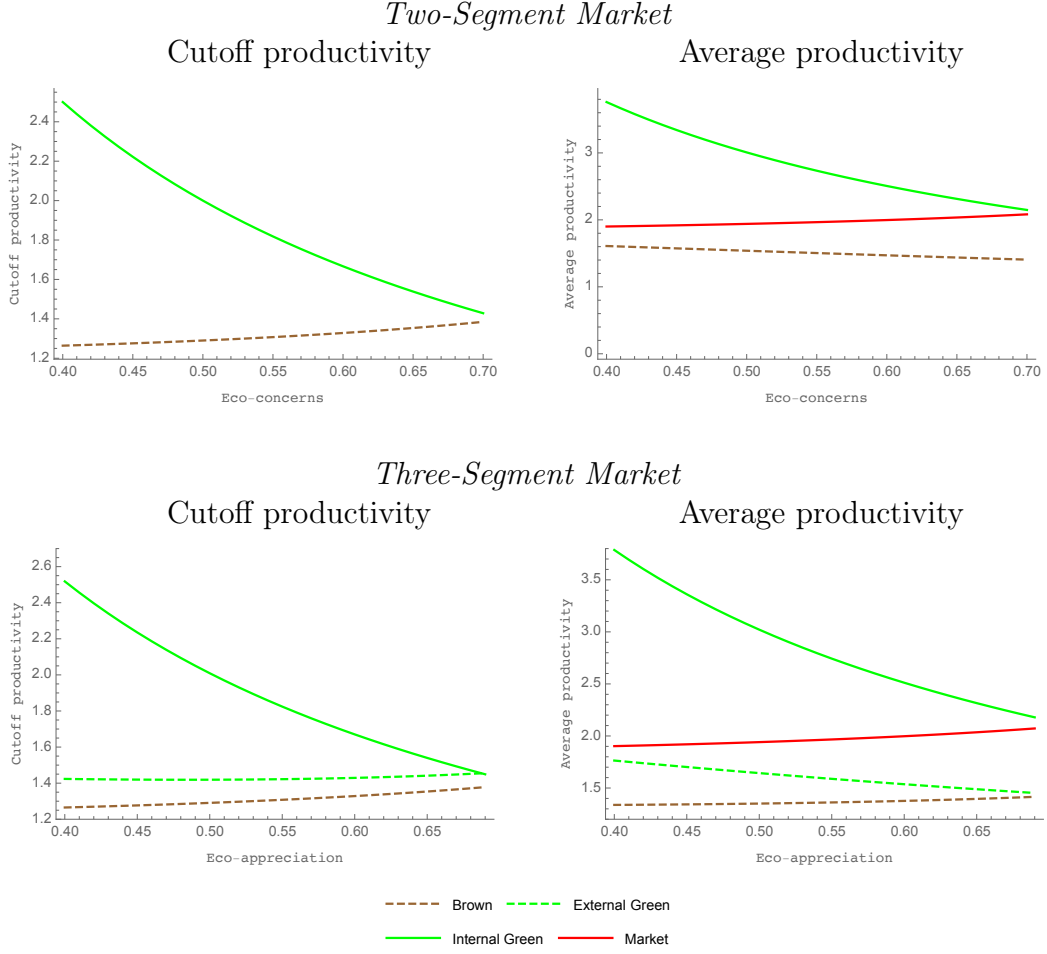 Two-Segment Market
Cutoff productivity
Average productivity
Cutoff productivity
2.4
2.2
2.0
1.8
1.6
1.4
1.2
0.40 0.45 0.50 0.55 0.60 0.65 0.70
Eco-concerns
Average productivity
3
2
1
0
0.40 0.45 0.50 0.55 0.60 0.65 0.70
Eco-concerns
Three-Segment Market
Cutoff productivity
Average productivity
Cutoff productivity
2.6
2.4
2.2
2.0
1.8
1.6
1.4
1.2
0.40 0.45 0.50 0.55 0.60 0.65
Eco-appreciation
Average productivity
3.5
3.0
2.5
2.0
1.5
0.40 0.45 0.50 0.55 0.60 0.65
Eco-appreciation
Brown External Green
Internal Green Market